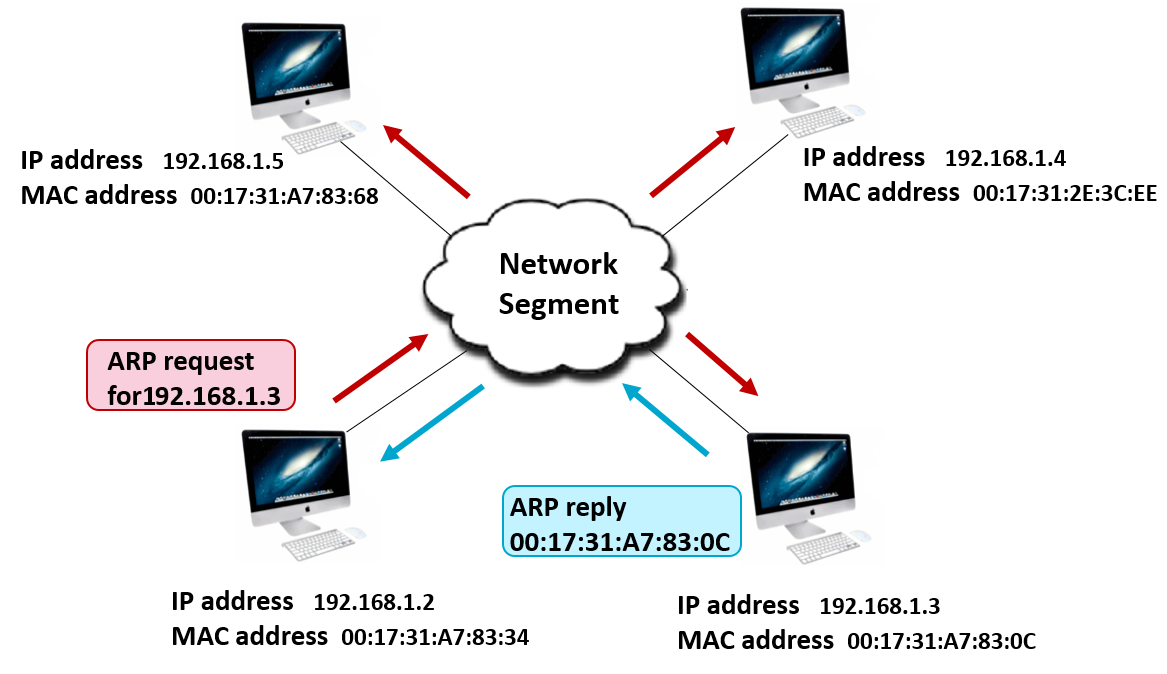 IP address 192.168.1.5
MAC address 00:17:31:A7:83:68
IP address 192.168.1.4
MAC address 00:17:31:2E:3C:EE
Network
Segment
ARP request
for192.168.1.3
ARP reply
00:17:31:A7:83:0C
IP address 192.168.1.2
MAC address 00:17:31:A7:83:34
IP address 192.168.1.3
MAC address 00:17:31:A7:83:0C